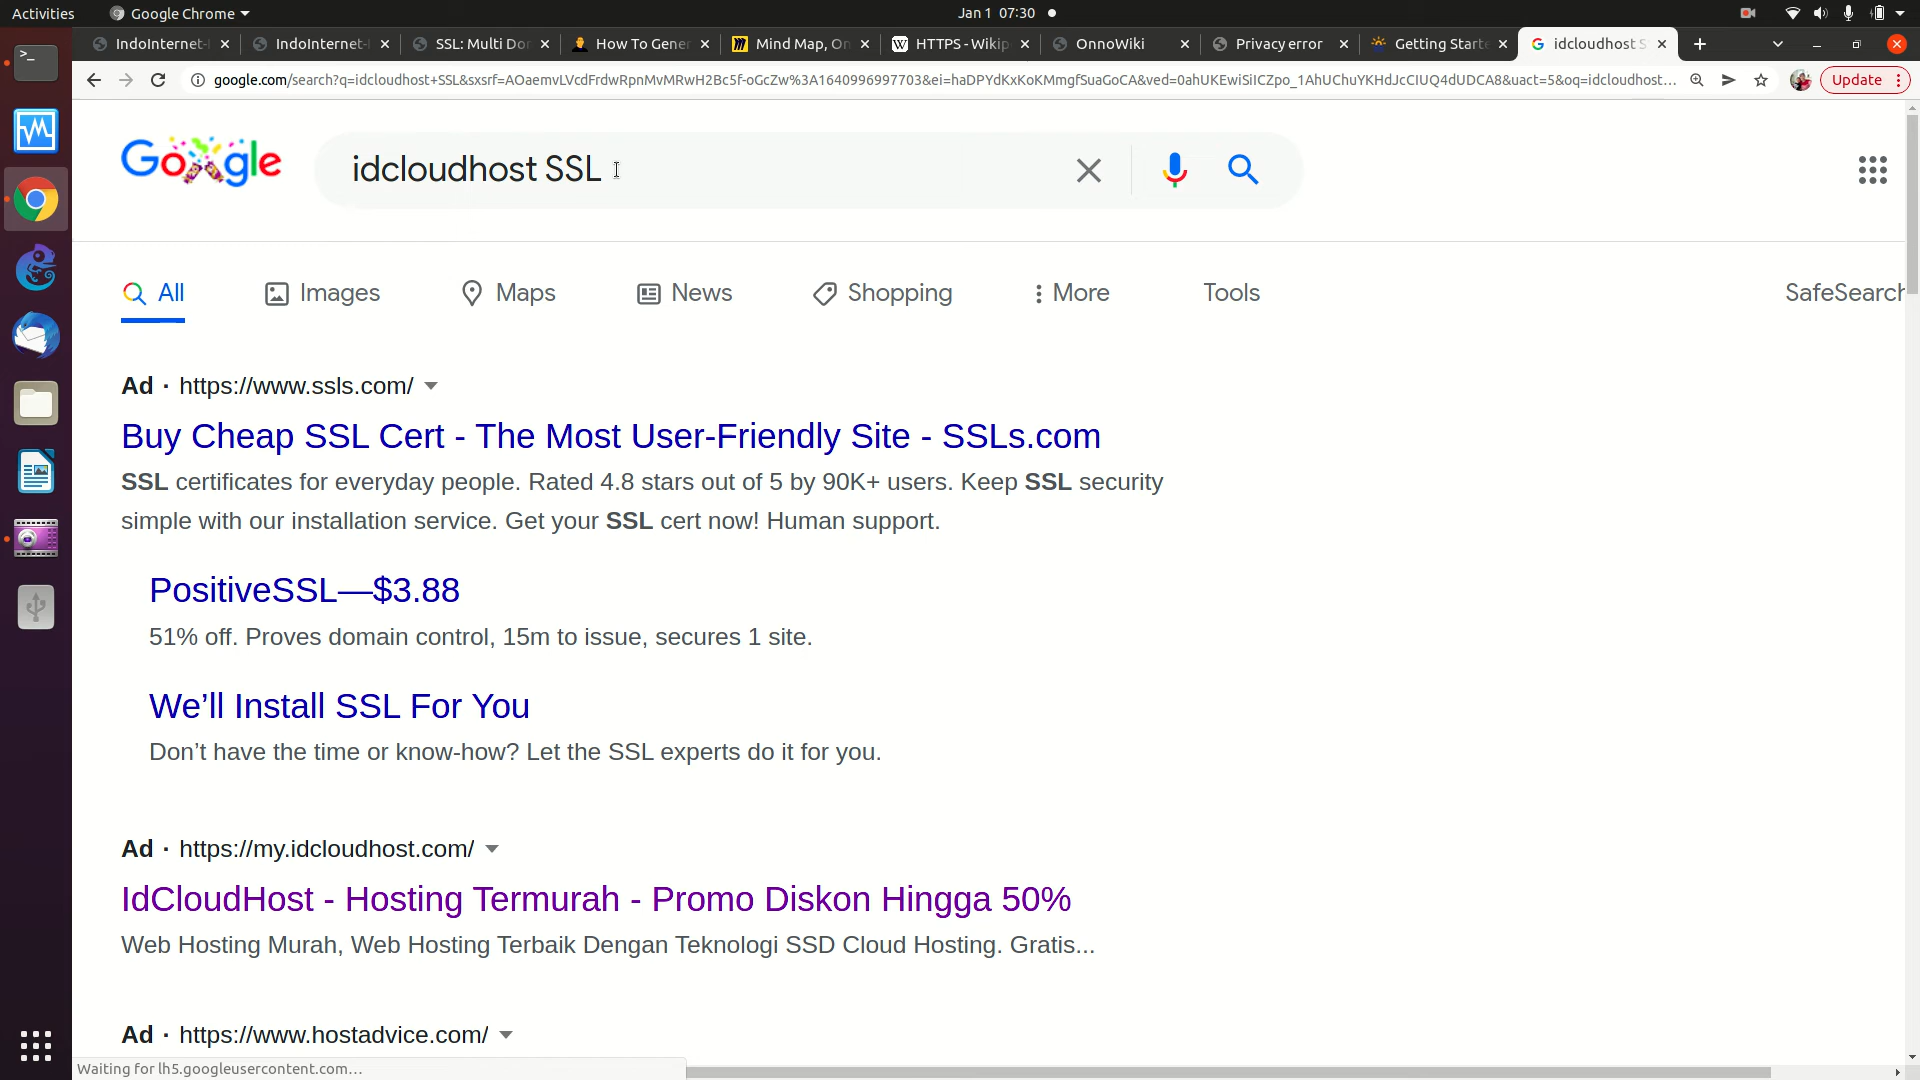 Activities
Google Chrome
Jan 1 07:30
IndoInternet-
IndoInternet-
SSL: Multi Do
How To Gene
Mind Map, O
HTTPS - Wikip
OnnoWiki
Privacy error
Getting Start
idcloudhost S
google.com/search?q=idcloudhost+SSL&sxsrf=AOaemvLVcdFrdwRpnMvMRwH2Bc5f-oGcZw%3A1640996997703&ei=haDPYdKxKoKMmgfSuaGoCA&ved=0ahUKEwiSiICZpo_1AhUChuYKHdJcCIUQ4dUDCA8&uact=5&oq=idcloudhost...
Update
Google
idcloudhost SSL
All
Images
Maps
News
Shopping
More
Tools
SafeSearch
Ad · https://www.ssls.com/
Buy Cheap SSL Cert - The Most User-Friendly Site - SSLs.com
SSL certificates for everyday people. Rated 4.8 stars out of 5 by 90K+ users. Keep SSL security
simple with our installation service. Get your SSL cert now! Human support.
PositiveSSL—$3.88
51% off. Proves domain control, 15m to issue, secures 1 site.
We’ll Install SSL For You
Don’t have the time or know-how? Let the SSL experts do it for you.
Ad · https://my.idcloudhost.com/
IdCloudHost - Hosting Termurah - Promo Diskon Hingga 50%
Web Hosting Murah, Web Hosting Terbaik Dengan Teknologi SSD Cloud Hosting. Gratis...
Ad · https://www.hostadvice.com/
Waiting for lh5.googleusercontent.com...